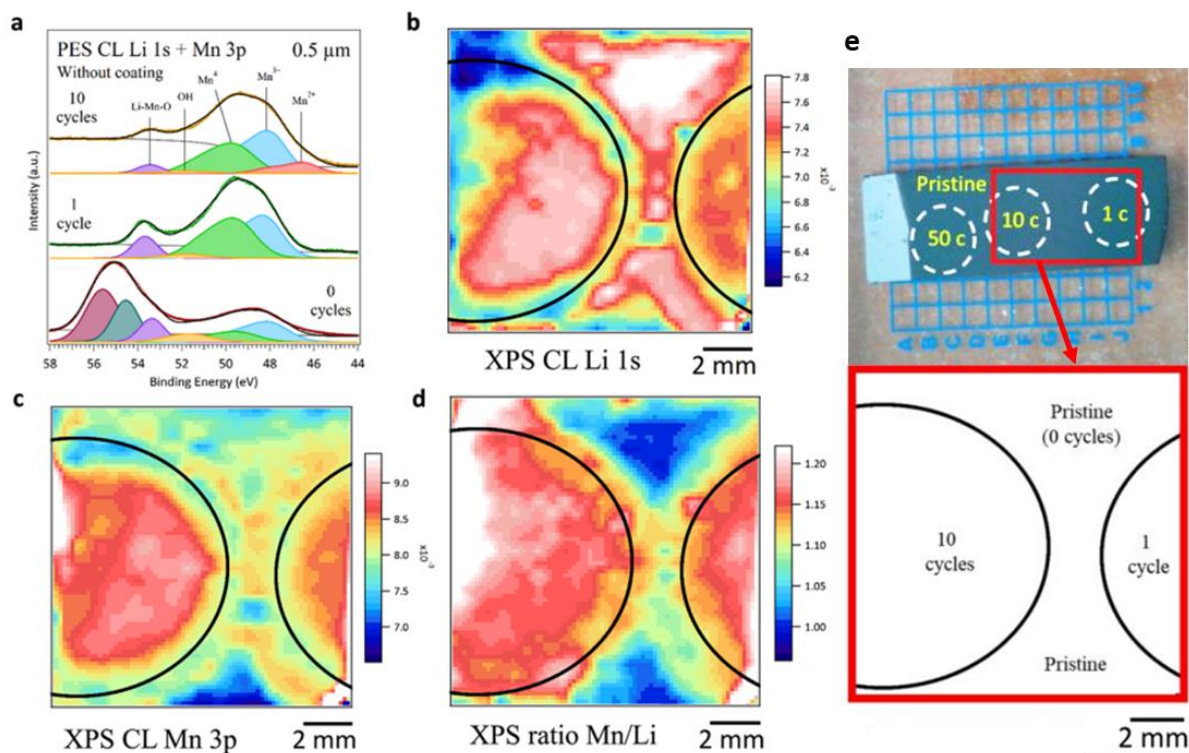 a
PES CL Li 1s + Mn 3p 0.5 µm
Without coating
10
cycles
Li-Mn-O
OH
Mn⁴
Mn³⁻
Mn²⁺
1
cycle
0
cycles
Intensity (a.u.)
58 56 54 52 50 48 46 44
Binding Energy (eV)
b
7.8
7.6
7.4
7.2
7.0
6.8
6.6
6.4
6.2
x10⁻³
XPS CL Li 1s
2 mm
c
9.0
8.5
8.0
7.5
7.0
x10⁻³
XPS CL Mn 3p
2 mm
d
1.20
1.15
1.10
1.05
1.00
XPS ratio Mn/Li
2 mm
e
Pristine
50 c
10 c
1 c
A B C D E F G I J
Pristine
(0 cycles)
10
cycles
1
cycle
Pristine
2 mm